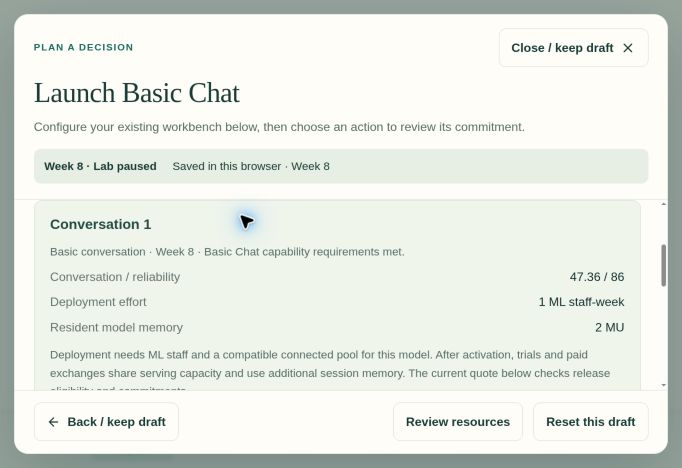 PLAN A DECISION
Close / keep draft
Launch Basic Chat
Configure your existing workbench below, then choose an action to review its commitment.
Week 8 · Lab paused Saved in this browser · Week 8
Conversation 1
Basic conversation · Week 8 · Basic Chat capability requirements met.
Conversation / reliability 47.36 / 86
Deployment effort 1 ML staff-week
Resident model memory 2 MU
Deployment needs ML staff and a compatible connected pool for this model. After activation, trials and paid
exchanges share serving capacity and use additional session memory. The current quote below checks release
eligibility and commitments.
Back / keep draft
Review resources
Reset this draft